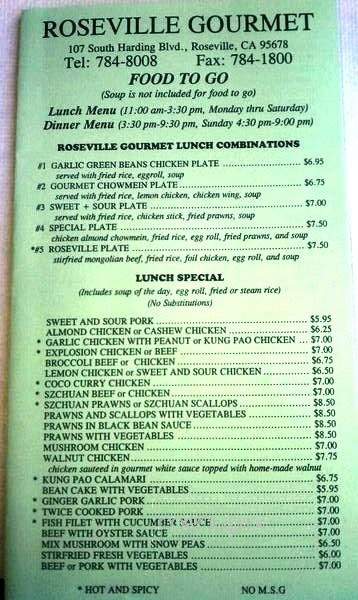 ROSEVILLE GOURMET
107 South Harding Blvd., Roseville, CA 95678
Tel: 784-8008 Fax: 784-1800
FOOD TO GO
(Soup is not included for food to go)
Lunch Menu (11:00 am-3:30 pm, Monday thru Saturday)
Dinner Menu (3:30 pm-9:30 pm, Sunday 4:30 pm-9:00 pm)
ROSEVILLE GOURMET LUNCH COMBINATIONS
#1 GARLIC GREEN BEANS CHICKEN PLATE ........................ $6.95
served with fried rice, eggroll, soup
#2 GOURMET CHOWMEIN PLATE ........................ $6.75
served with fried rice, lemon chicken, chicken wing, soup
#3 SWEET + SOUR PLATE ........................ $7.00
served with fried rice, chicken stick, fried prawns, soup
#4 SPECIAL PLATE ........................ $7.50
chicken almond chowmein, fried rice, egg roll, fried prawns, and soup
*#5 ROSEVILLE PLATE ........................ $7.50
stirfried mongolian beef, fried rice, foil chicken, egg roll, and soup
LUNCH SPECIAL
(Includes soup of the day, egg roll, fried or steam rice)
(No Substitutions)
SWEET AND SOUR PORK ........................ $5.95
ALMOND CHICKEN or CASHEW CHICKEN ........................ $6.25
* GARLIC CHICKEN WITH PEANUT or KUNG PAO CHICKEN ... $7.00
* EXPLOSION CHICKEN or BEEF ........................ $7.00
BROCCOLI BEEF or CHICKEN ........................ $6.75
LEMON CHICKEN or SWEET AND SOUR CHICKEN ........................ $6.50
* COCO CURRY CHICKEN ........................ $7.00
* SZCHUAN BEEF or CHICKEN ........................ $7.00
* SZCHUAN PRAWNS or SZCHUAN SCALLOPS ........................ $8.50
PRAWNS AND SCALLOPS WITH VEGETABLES ........................ $8.50
PRAWNS IN BLACK BEAN SAUCE ........................ $8.50
PRAWNS WITH VEGETABLES ........................ $8.50
MUSHROOM CHICKEN ........................ $7.00
WALNUT CHICKEN ........................ $7.75
chicken sauteed in gourmet white sauce topped with home-made walnut
* KUNG PAO CALAMARI ........................ $6.75
BEAN CAKE WITH VEGETABLES ........................ $5.95
* GINGER GARLIC PORK ........................ $7.00
* TWICE COOKED PORK ........................ $7.00
* FISH FILET WITH CUCUMBER SAUCE ........................ $7.00
BEEF WITH OYSTER SAUCE ........................ $7.00
MIX MUSHROOM WITH SNOW PEAS ........................ $6.50
STIRFRIED FRESH VEGETABLES ........................ $6.00
BEEF or PORK WITH VEGETABLES ........................ $7.00
* HOT AND SPICY NO M.S.G